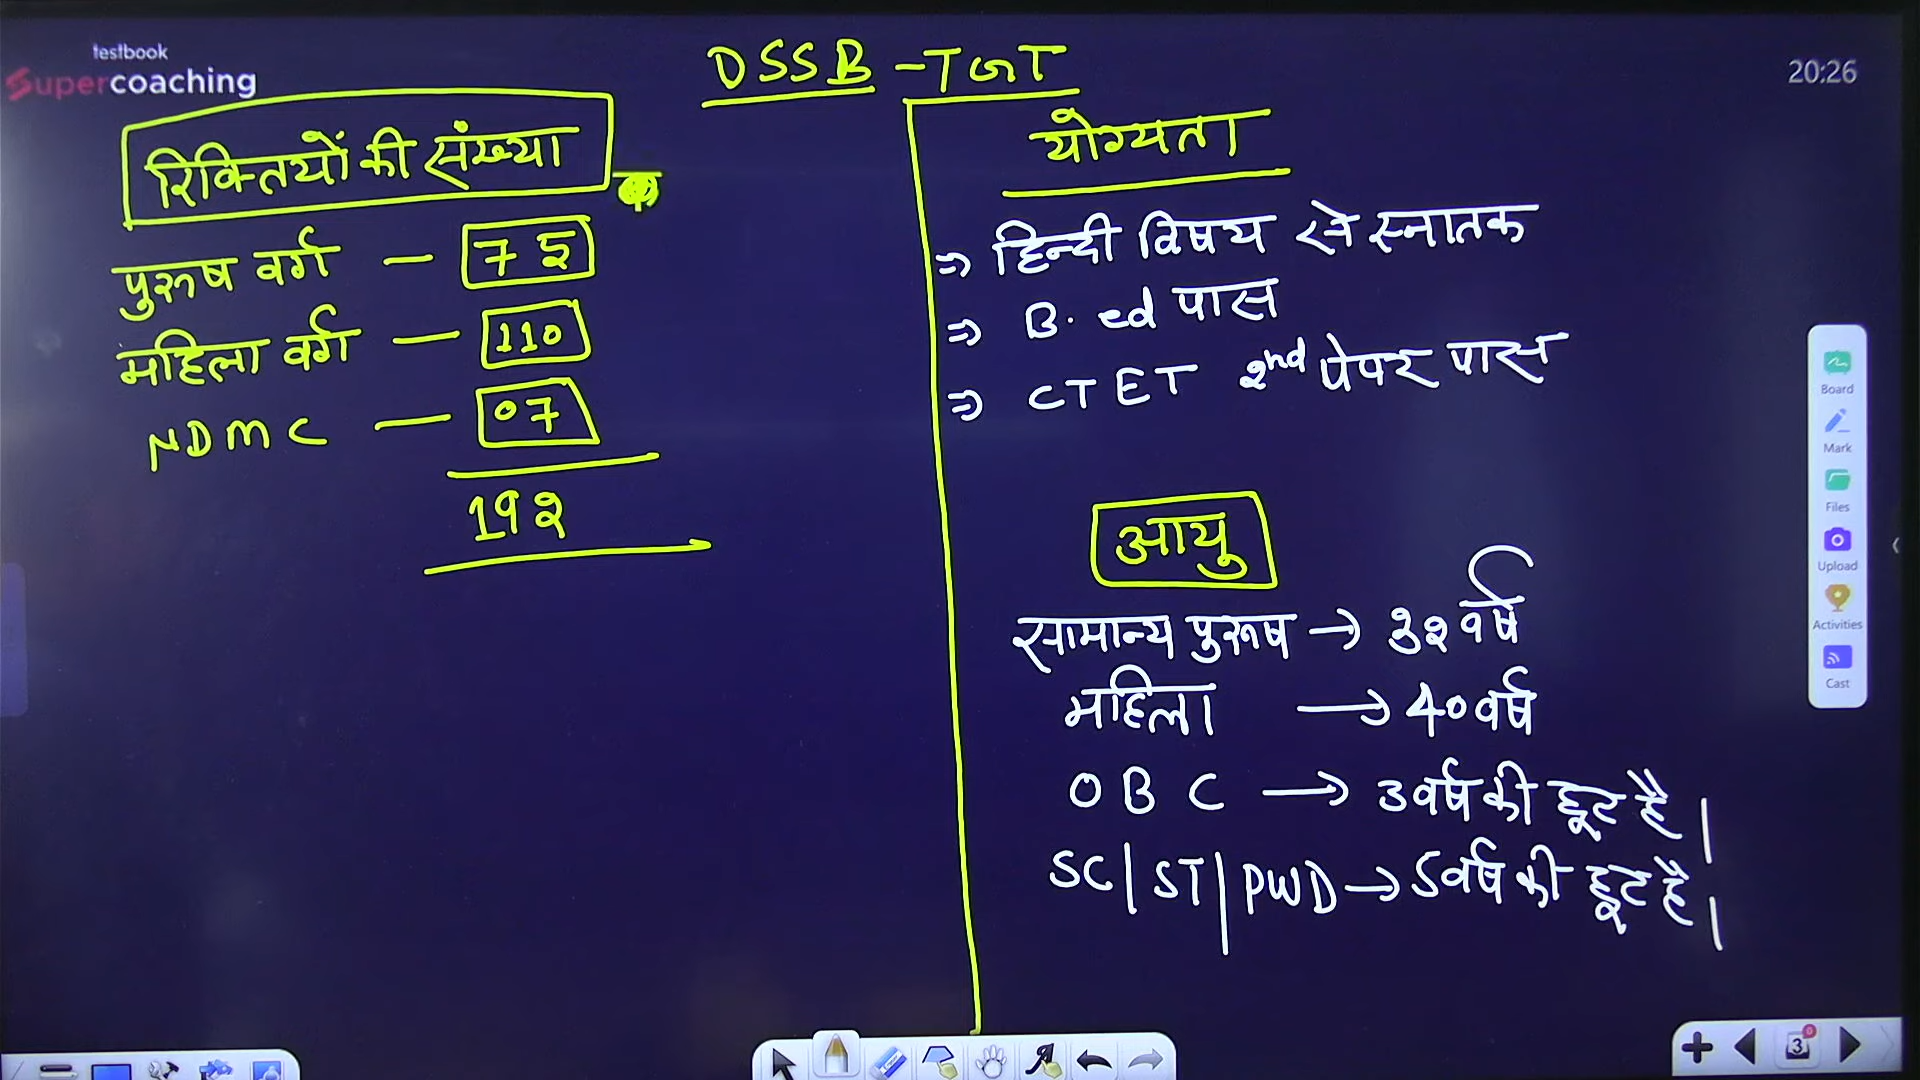 testbook
Supercoaching
DSSB - TGT
20:26
रिक्तियों की संख्या
पुरुष वर्ग - 75
महिला वर्ग - 110
NDMC - 07
192
योग्यता
⇒ हिन्दी विषय से स्नातक
⇒ B.ed पास
⇒ CTET 2nd पेपर पास
आयु
सामान्य पुरुष → 32 वर्ष
महिला → 40 वर्ष
OBC → 3 वर्ष की छूट है।
SC | ST | PWD → 5 वर्ष की छूट है।
Board
Mark
Files
Upload
Activities
Cast
3